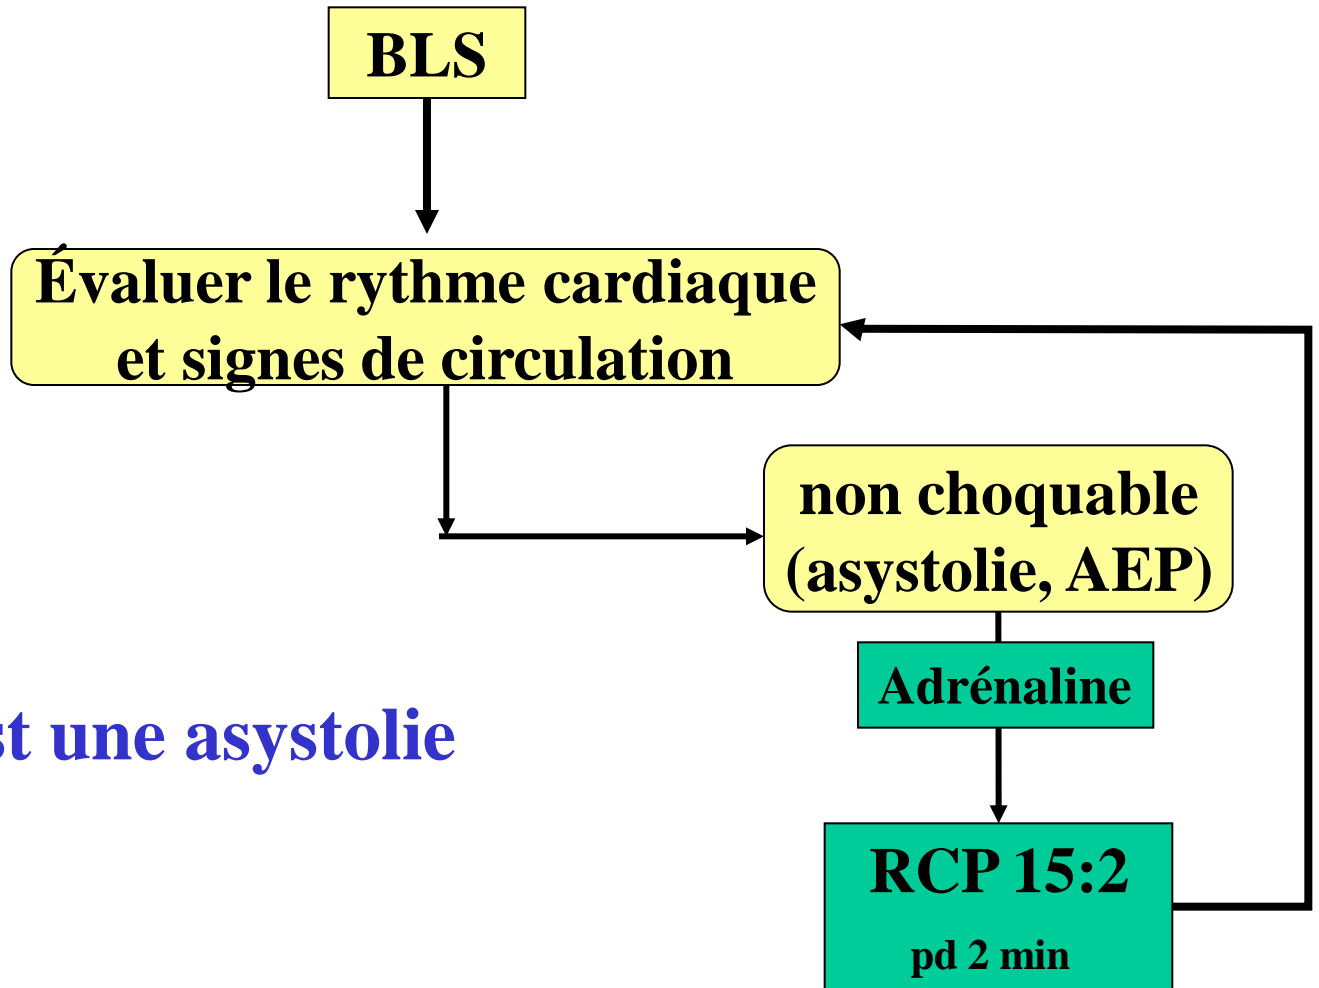 BLS
Évaluer le rythme cardiaque
et signes de circulation
non choquable
(asystolie, AEP)
Adrénaline
st une asystolie
RCP 15:2
pd 2 min